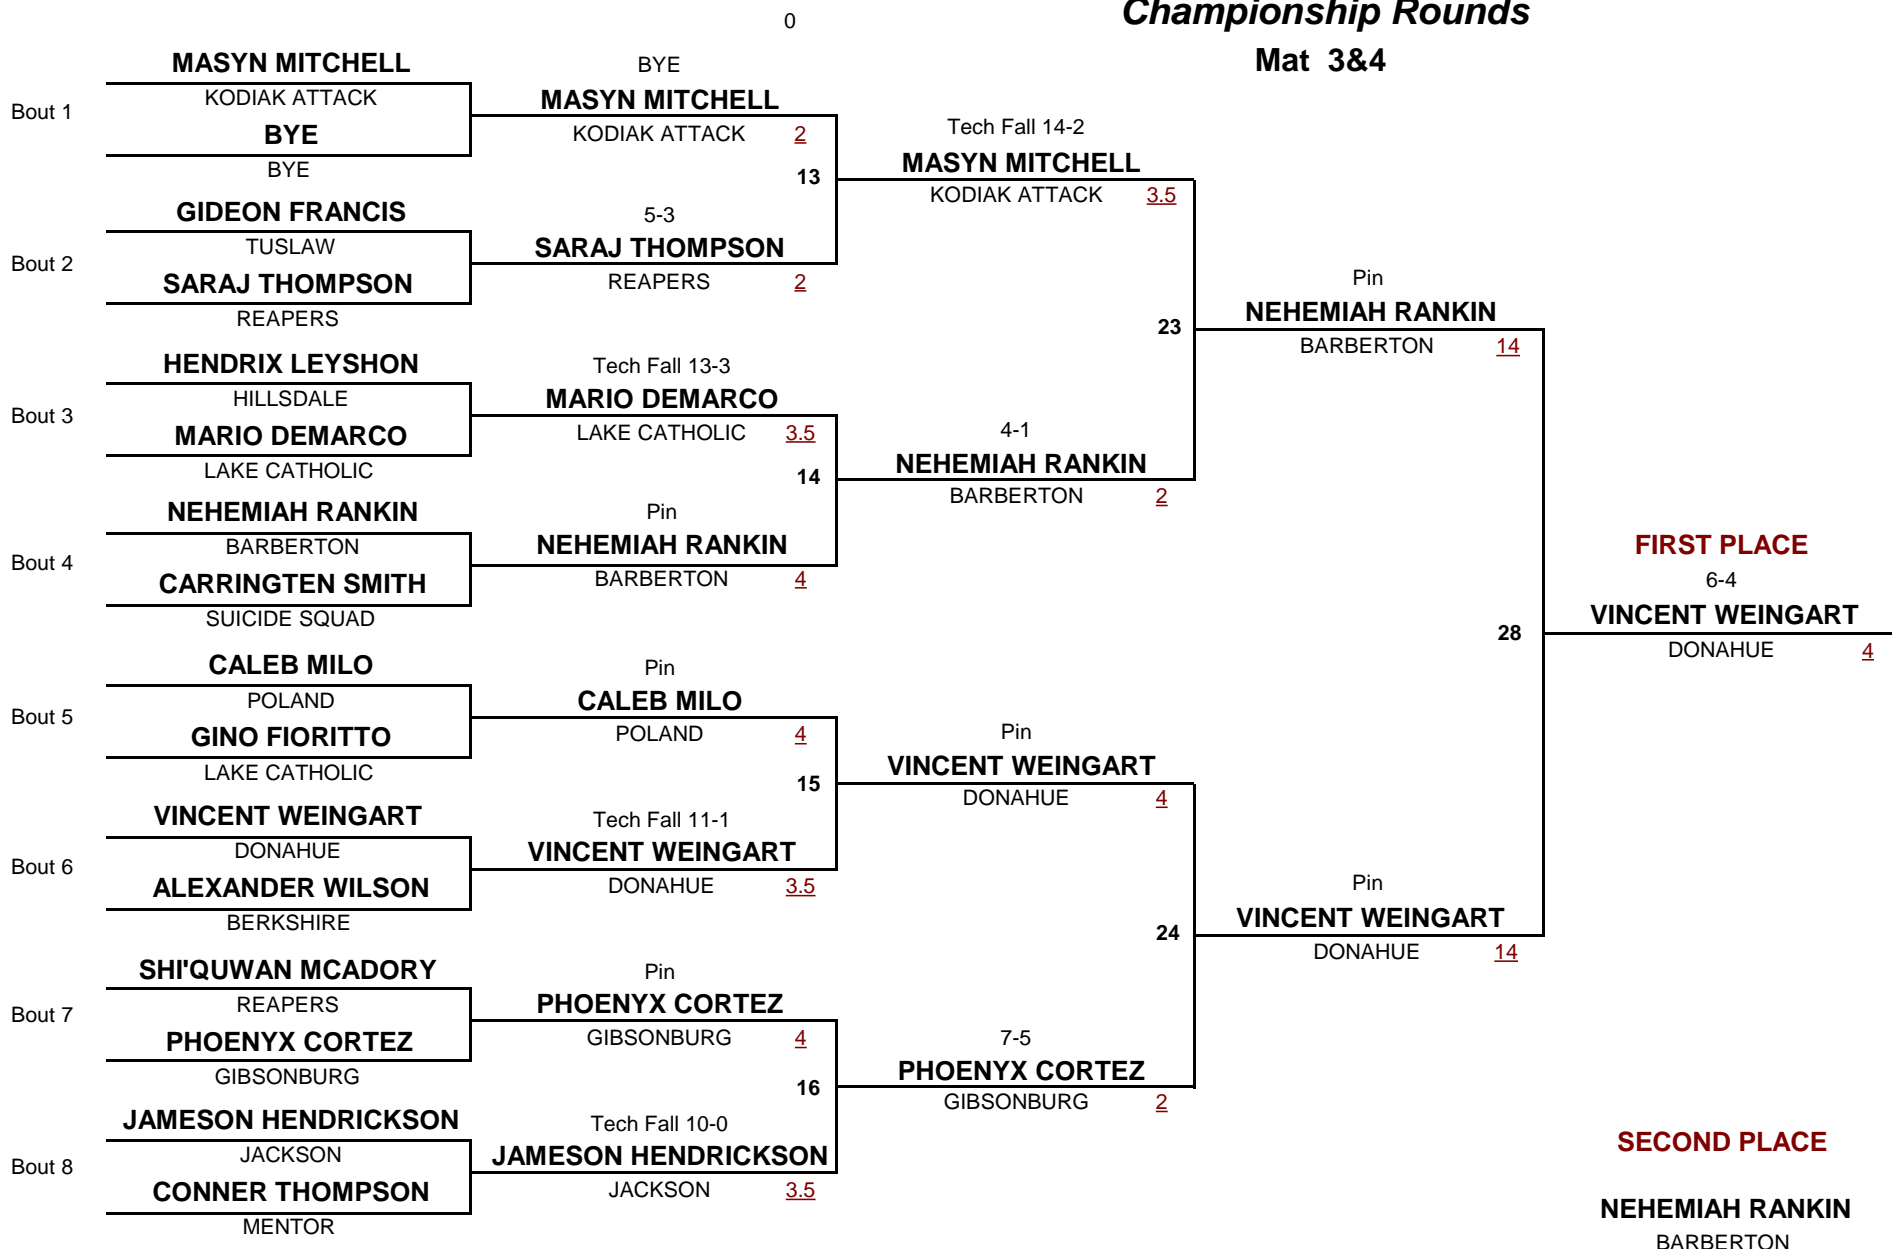 0
Championship Rounds
Mat 3&4
MASYN MITCHELL
KODIAK ATTACK
Bout 1
BYE
BYE
GIDEON FRANCIS
TUSLAW
Bout 2
SARAJ THOMPSON
REAPERS
HENDRIX LEYSHON
HILLSDALE
Bout 3
MARIO DEMARCO
LAKE CATHOLIC
NEHEMIAH RANKIN
BARBERTON
Bout 4
CARRINGTEN SMITH
SUICIDE SQUAD
CALEB MILO
POLAND
Bout 5
GINO FIORITTO
LAKE CATHOLIC
VINCENT WEINGART
DONAHUE
Bout 6
ALEXANDER WILSON
BERKSHIRE
SHI'QUWAN MCADORY
REAPERS
Bout 7
PHOENYX CORTEZ
GIBSONBURG
JAMESON HENDRICKSON
JACKSON
Bout 8
CONNER THOMPSON
MENTOR
BYE
MASYN MITCHELL
KODIAK ATTACK 2
13
5-3
SARAJ THOMPSON
REAPERS 2
Tech Fall 13-3
MARIO DEMARCO
LAKE CATHOLIC 3.5
14
Pin
NEHEMIAH RANKIN
BARBERTON 4
Pin
CALEB MILO
POLAND 4
15
Tech Fall 11-1
VINCENT WEINGART
DONAHUE 3.5
Pin
PHOENYX CORTEZ
GIBSONBURG 4
16
Tech Fall 10-0
JAMESON HENDRICKSON
JACKSON 3.5
Tech Fall 14-2
MASYN MITCHELL
KODIAK ATTACK 3.5
23
4-1
NEHEMIAH RANKIN
BARBERTON 2
Pin
VINCENT WEINGART
DONAHUE 4
24
7-5
PHOENYX CORTEZ
GIBSONBURG 2
Pin
NEHEMIAH RANKIN
BARBERTON 14
28
Pin
VINCENT WEINGART
DONAHUE 14
FIRST PLACE
6-4
VINCENT WEINGART
DONAHUE 4
SECOND PLACE
NEHEMIAH RANKIN
BARBERTON